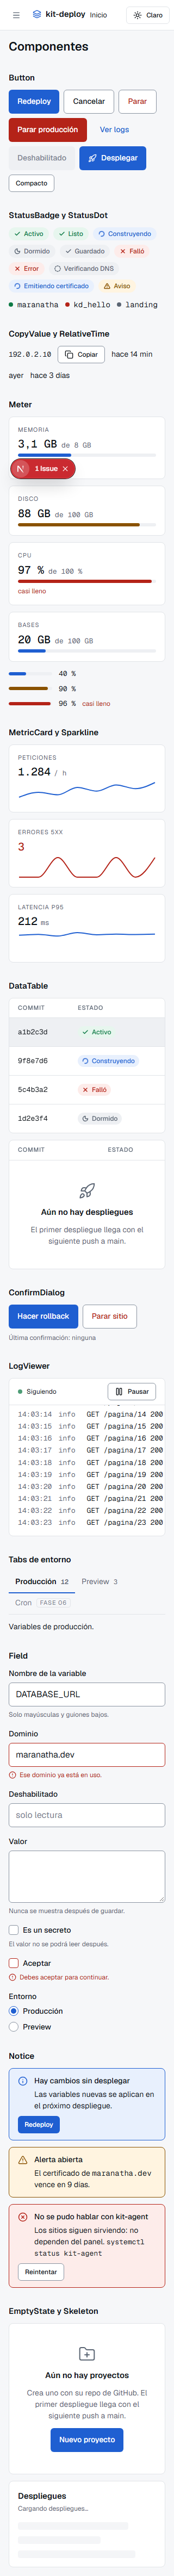 kit-deploy Inicio Claro
Componentes
Button
Redeploy Cancelar Parar
Parar producción Ver logs
Deshabilitado Desplegar
Compacto
StatusBadge y StatusDot
Activo Listo Construyendo
Dormido Guardado Falló
Error Verificando DNS
Emitiendo certificado Aviso
maranatha kd_hello landing
CopyValue y RelativeTime
192.0.2.10 Copiar hace 14 min
ayer hace 3 días
Meter
MEMORIA
3,1 GB de 8 GB
1 Issue
DISCO
88 GB de 100 GB
CPU
97 % de 100 %
casi lleno
BASES
20 GB de 100 GB
40 %
90 %
96 % casi lleno
MetricCard y Sparkline
PETICIONES
1.284 / h
ERRORES 5XX
3
LATENCIA P95
212 ms
DataTable
COMMIT ESTADO
a1b2c3d Activo
9f8e7d6 Construyendo
5c4b3a2 Falló
1d2e3f4 Dormido
COMMIT ESTADO
Aún no hay despliegues
El primer despliegue llega con el
siguiente push a main.
ConfirmDialog
Hacer rollback Parar sitio
Última confirmación: ninguna
LogViewer
Siguiendo Pausar
14:03:14 info GET /pagina/14 200
14:03:15 info GET /pagina/15 200
14:03:16 info GET /pagina/16 200
14:03:17 info GET /pagina/17 200
14:03:18 info GET /pagina/18 200
14:03:19 info GET /pagina/19 200
14:03:20 info GET /pagina/20 200
14:03:21 info GET /pagina/21 200
14:03:22 info GET /pagina/22 200
14:03:23 info GET /pagina/23 200
Tabs de entorno
Producción 12 Preview 3
Cron FASE 06
Variables de producción.
Field
Nombre de la variable
DATABASE_URL
Solo mayúsculas y guiones bajos.
Dominio
maranatha.dev
Ese dominio ya está en uso.
Deshabilitado
solo lectura
Valor
Nunca se muestra después de guardar.
Es un secreto
El valor no se podrá leer después.
Aceptar
Debes aceptar para continuar.
Entorno
Producción
Preview
Notice
Hay cambios sin desplegar
Las variables nuevas se aplican en
el próximo despliegue.
Redeploy
Alerta abierta
El certificado de maranatha.dev
vence en 9 días.
No se pudo hablar con kit-agent
Los sitios siguen sirviendo: no
dependen del panel. systemctl
status kit-agent
Reintentar
EmptyState y Skeleton
Aún no hay proyectos
Crea uno con su repo de GitHub. El
primer despliegue llega con el
siguiente push a main.
Nuevo proyecto
Despliegues
Cargando despliegues…